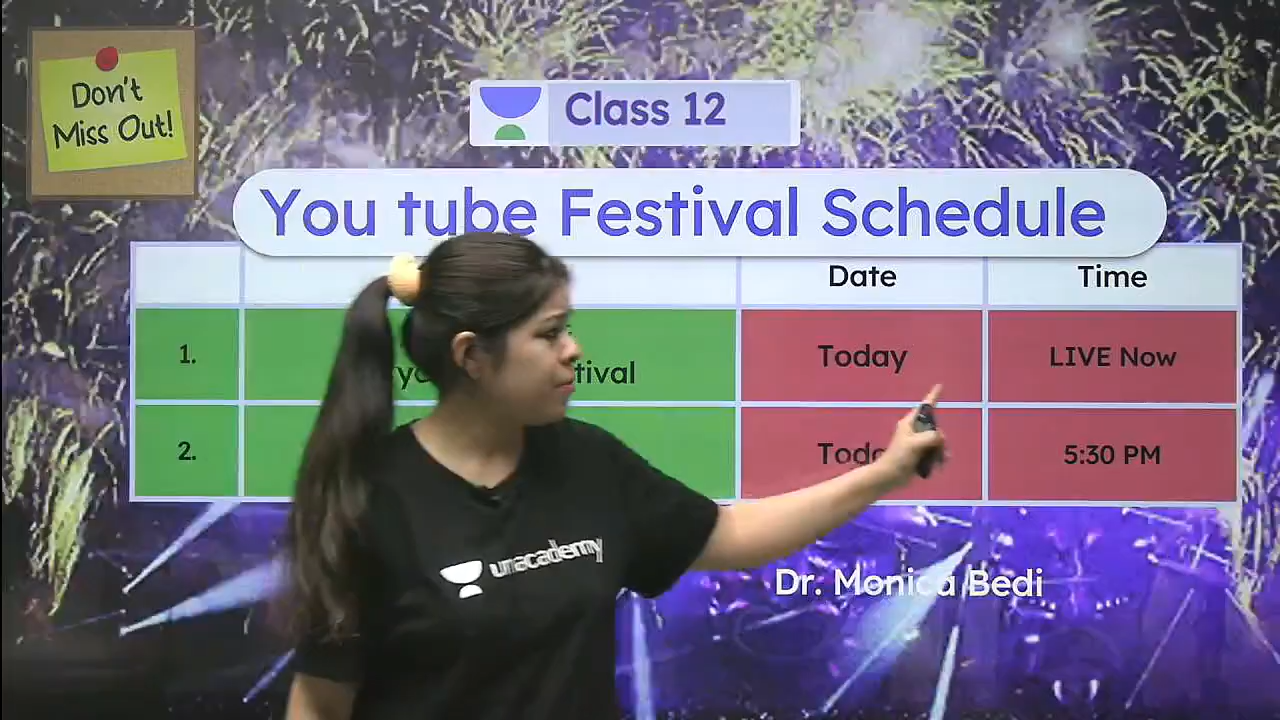 Don't
Miss Out!
Class 12
You tube Festival Schedule
Date
Time
1.
Today
LIVE Now
2.
5:30 PM
unacademy
Dr. Monica Bedi